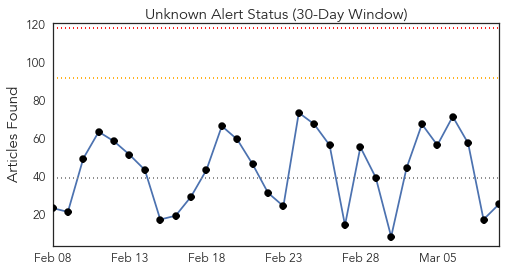 Unknown Alert Status (30-Day Window)
Articles Found
120
100
80
60
40
20
Feb 08 Feb 13 Feb 18 Feb 23 Feb 28 Mar 05